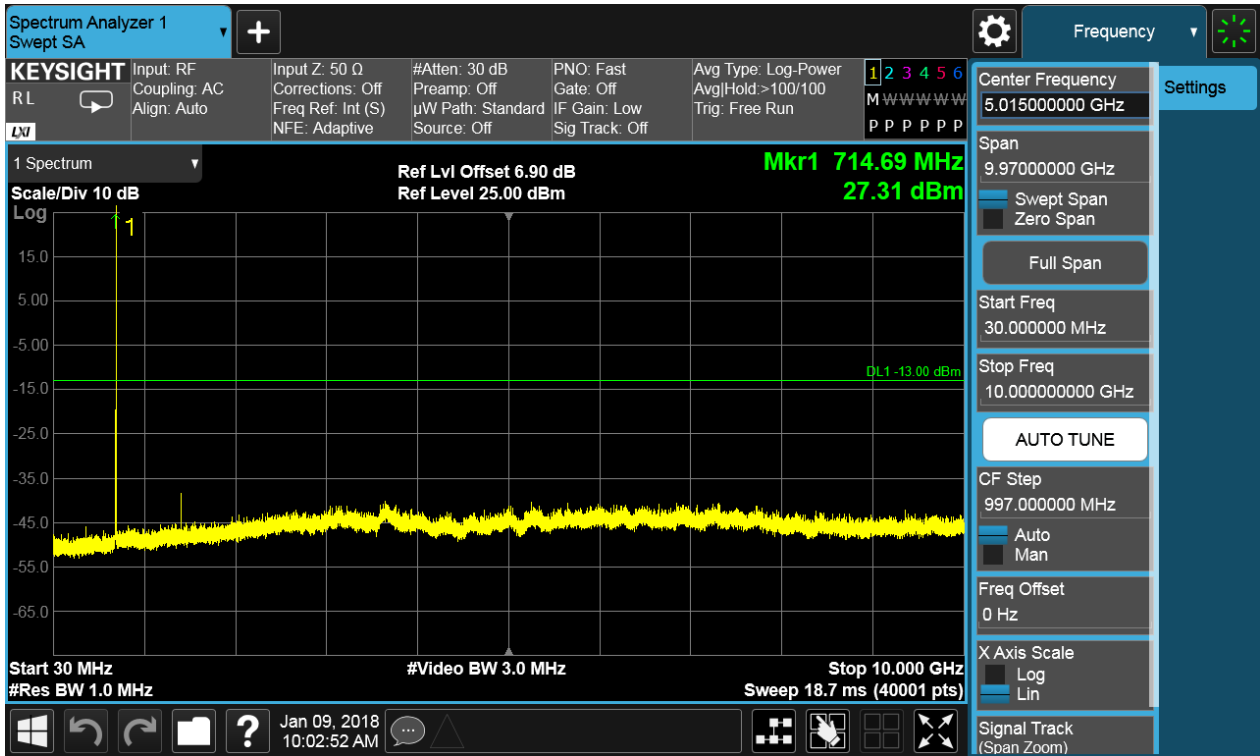 Spectrum Analyzer 1
Swept SA
+
Frequency
KEYSIGHT
R L
LXI
Input: RF
Coupling: AC
Align: Auto
Input Z: 50 Ω
Corrections: Off
Freq Ref: Int (S)
NFE: Adaptive
#Atten: 30 dB
Preamp: Off
µW Path: Standard
Source: Off
PNO: Fast
Gate: Off
IF Gain: Low
Sig Track: Off
Avg Type: Log-Power
Avg|Hold:>100/100
Trig: Free Run
1 2 3 4 5 6
M W W W W W
P P P P P P
1 Spectrum
Scale/Div 10 dB
Log
Ref Lvl Offset 6.90 dB
Ref Level 25.00 dBm
Mkr1 714.69 MHz
27.31 dBm
1
15.0
5.00
-5.00
DL1 -13.00 dBm
-15.0
-25.0
-35.0
-45.0
-55.0
-65.0
Start 30 MHz
#Video BW 3.0 MHz
Stop 10.000 GHz
#Res BW 1.0 MHz
Sweep 18.7 ms (40001 pts)
Center Frequency
5.015000000 GHz
Settings
Span
9.97000000 GHz
Swept Span
Zero Span
Full Span
Start Freq
30.000000 MHz
Stop Freq
10.000000000 GHz
AUTO TUNE
CF Step
997.000000 MHz
Auto
Man
Freq Offset
0 Hz
X Axis Scale
Log
Lin
Signal Track
(Span Zoom)
?
Jan 09, 2018
10:02:52 AM